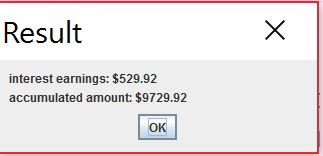 Result
interest earnings: $529.92
accumulated amount: $9729.92
OK